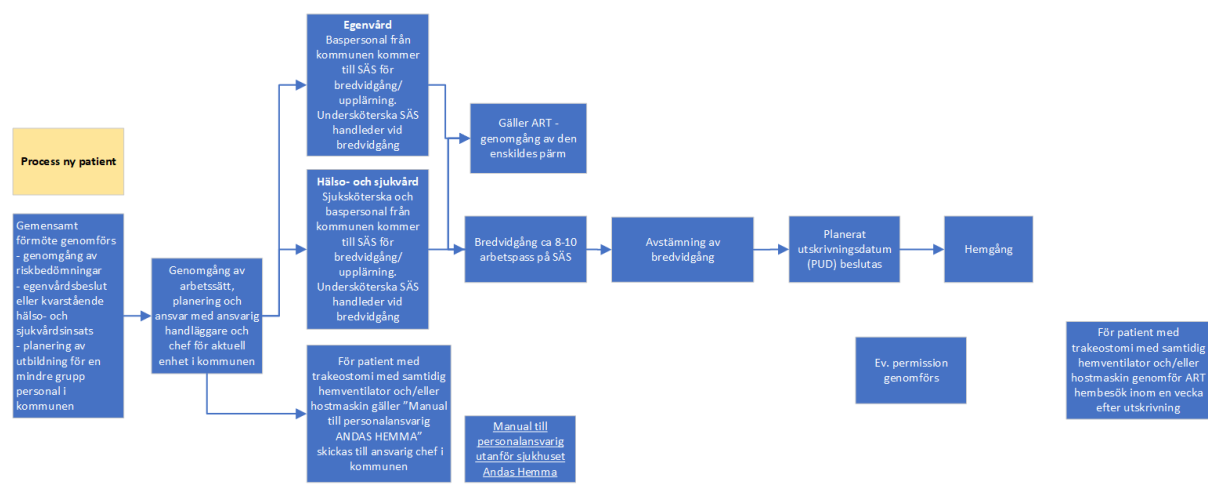 Process ny patient
Gemensamt
förmöte genomförs
- genomgång av
riskbedömningar
- egenvårdsbeslut
eller kvarstående
hälso- och
sjukvårdsinsats
- planering av
utbildning för en
mindre grupp
personal i
kommunen
Genomgång av
arbetssätt,
planering och
ansvar med ansvarig
handläggare och
chef för aktuell
enhet i kommunen
Egenvård
Baspersonal från
kommunen kommer
till SÄS för
bredvidgång/
upplärning.
Undersköterska SÄS
handleder vid
bredvidgång
Hälso- och sjukvård
Sjuksköterska och
baspersonal från
kommunen kommer
till SÄS för
bredvidgång/
upplärning.
Undersköterska SÄS
handleder vid
bredvidgång
För patient med
trakeostomi med samtidig
hemventilator och/eller
hostmaskin gäller ”Manual
till personalansvarig
ANDAS HEMMA”
skickas till ansvarig chef i
kommunen
Gäller ART -
genomgång av den
enskildes pärm
Bredvidgång ca 8-10
arbetspass på SÄS
Manual till
personalansvarig
utanför sjukhuset
Andas Hemma
Avstämning av
bredvidgång
Planerat
utskrivningsdatum
(PUD) beslutas
Hemgång
Ev. permission
genomförs
För patient med
trakeostomi med samtidig
hemventilator och/eller
hostmaskin genomför ART
hembesök inom en vecka
efter utskrivning